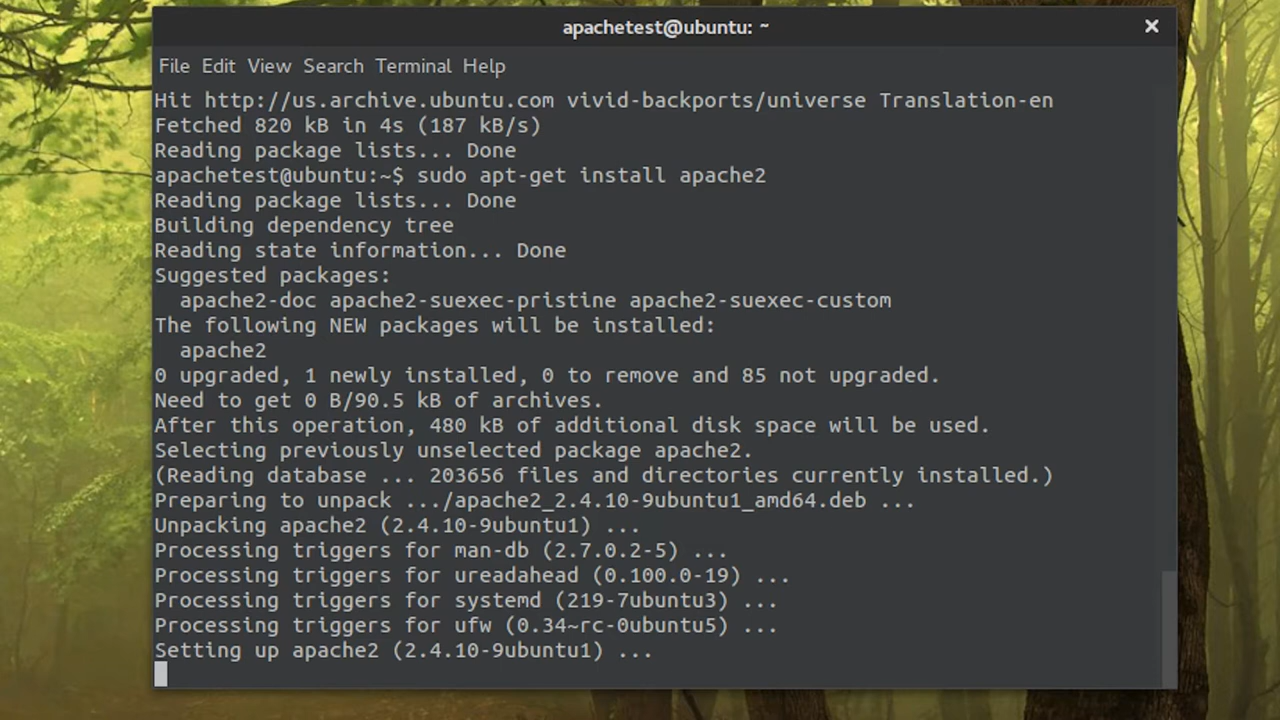 apachetest@ubuntu: ~
File Edit View Search Terminal Help
Hit http://us.archive.ubuntu.com vivid-backports/universe Translation-en
Fetched 820 kB in 4s (187 kB/s)
Reading package lists... Done
apachetest@ubuntu:~$ sudo apt-get install apache2
Reading package lists... Done
Building dependency tree
Reading state information... Done
Suggested packages:
  apache2-doc apache2-suexec-pristine apache2-suexec-custom
The following NEW packages will be installed:
  apache2
0 upgraded, 1 newly installed, 0 to remove and 85 not upgraded.
Need to get 0 B/90.5 kB of archives.
After this operation, 480 kB of additional disk space will be used.
Selecting previously unselected package apache2.
(Reading database ... 203656 files and directories currently installed.)
Preparing to unpack .../apache2_2.4.10-9ubuntu1_amd64.deb ...
Unpacking apache2 (2.4.10-9ubuntu1) ...
Processing triggers for man-db (2.7.0.2-5) ...
Processing triggers for ureadahead (0.100.0-19) ...
Processing triggers for systemd (219-7ubuntu3) ...
Processing triggers for ufw (0.34~rc-0ubuntu5) ...
Setting up apache2 (2.4.10-9ubuntu1) ...